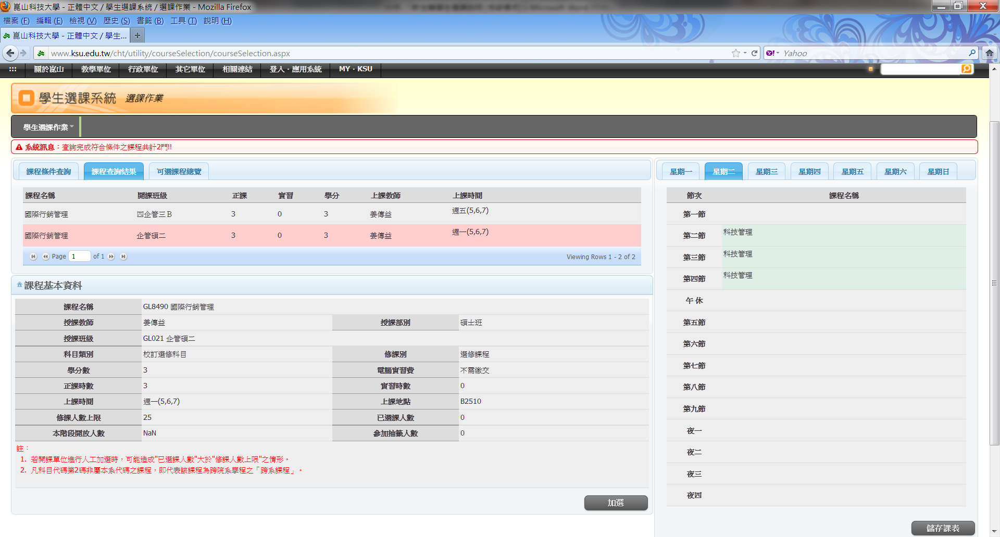 崑山科技大學 - 正體中文 / 學生選課系統 / 選課作業 - Mozilla Firefox
檔案 (F) 編輯 (E) 檢視 (V) 歷史 (S) 書籤 (B) 工具 (T) 說明 (H)
崑山科技大學 - 正體中文 / 學生... +
www.ksu.edu.tw/cht/utility/courseSelection/courseSelection.aspx
Yahoo
關於崑山 教學單位 行政單位 其它單位 相關連結 登入‧應用系統 MY‧KSU
學生選課系統 選課作業
學生選課作業
系統訊息：查詢完成符合條件之課程共計2門!!
課程條件查詢 課程查詢結果 可選課程總覽
課程名稱 開課班級 正課 實習 學分 上課教師 上課時間
國際行銷管理 四企管三B 3 0 3 姜傳益 週五(5,6,7)
國際行銷管理 企管碩二 3 0 3 姜傳益 週一(5,6,7)
Page 1 of 1 Viewing Rows 1 - 2 of 2
課程基本資料
課程名稱 GL8490 國際行銷管理
授課教師 姜傳益 授課部別 碩士班
授課班級 GL021 企管碩二
科目類別 校訂選修科目 修課別 選修課程
學分數 3 電腦實習費 不需繳交
正課時數 3 實習時數 0
上課時間 週一(5,6,7) 上課地點 B2510
修課人數上限 25 已選課人數 0
本階段開放人數 NaN 參加抽籤人數 0
註：
1. 若開課單位進行人工加選時，可能造成"已選課人數"大於"修課人數上限"之情形。
2. 凡科目代碼第2碼非屬本系代碼之課程，即代表該課程為跨院系學程之「跨系課程」。
加選
星期一 星期二 星期三 星期四 星期五 星期六 星期日
節次 課程名稱
第一節
第二節 科技管理
第三節 科技管理
第四節 科技管理
午 休
第五節
第六節
第七節
第八節
第九節
夜一
夜二
夜三
夜四
儲存課表